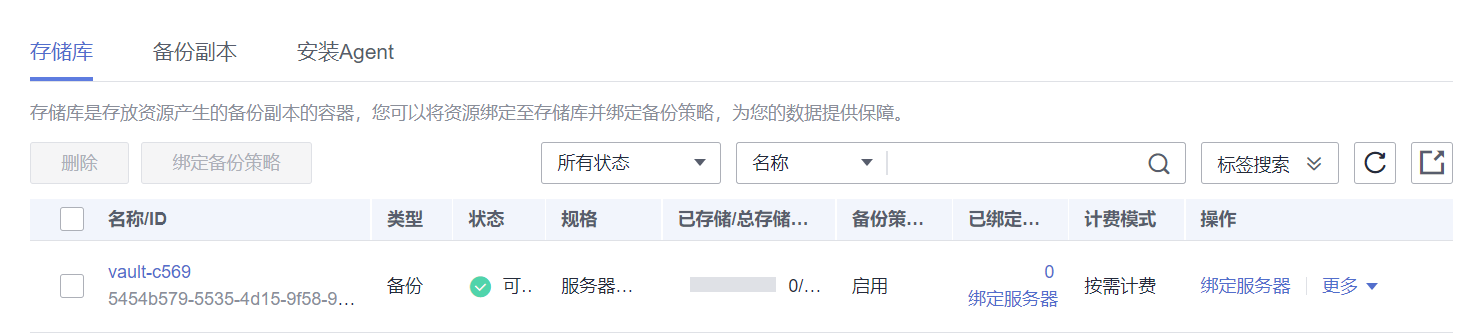 存储库 备份副本 安装Agent
存储库是存放资源产生的备份副本的容器，您可以将资源绑定至存储库并绑定备份策略，为您的数据提供保障。
删除 绑定备份策略 所有状态 名称 标签搜索
名称/ID 类型 状态 规格 已存储/总存储... 备份策... 已绑定... 计费模式 操作
vault-c569 备份 可... 服务器... 0/... 启用 0 按需计费 绑定服务器 更多
5454b579-5535-4d15-9f58-9... 绑定服务器